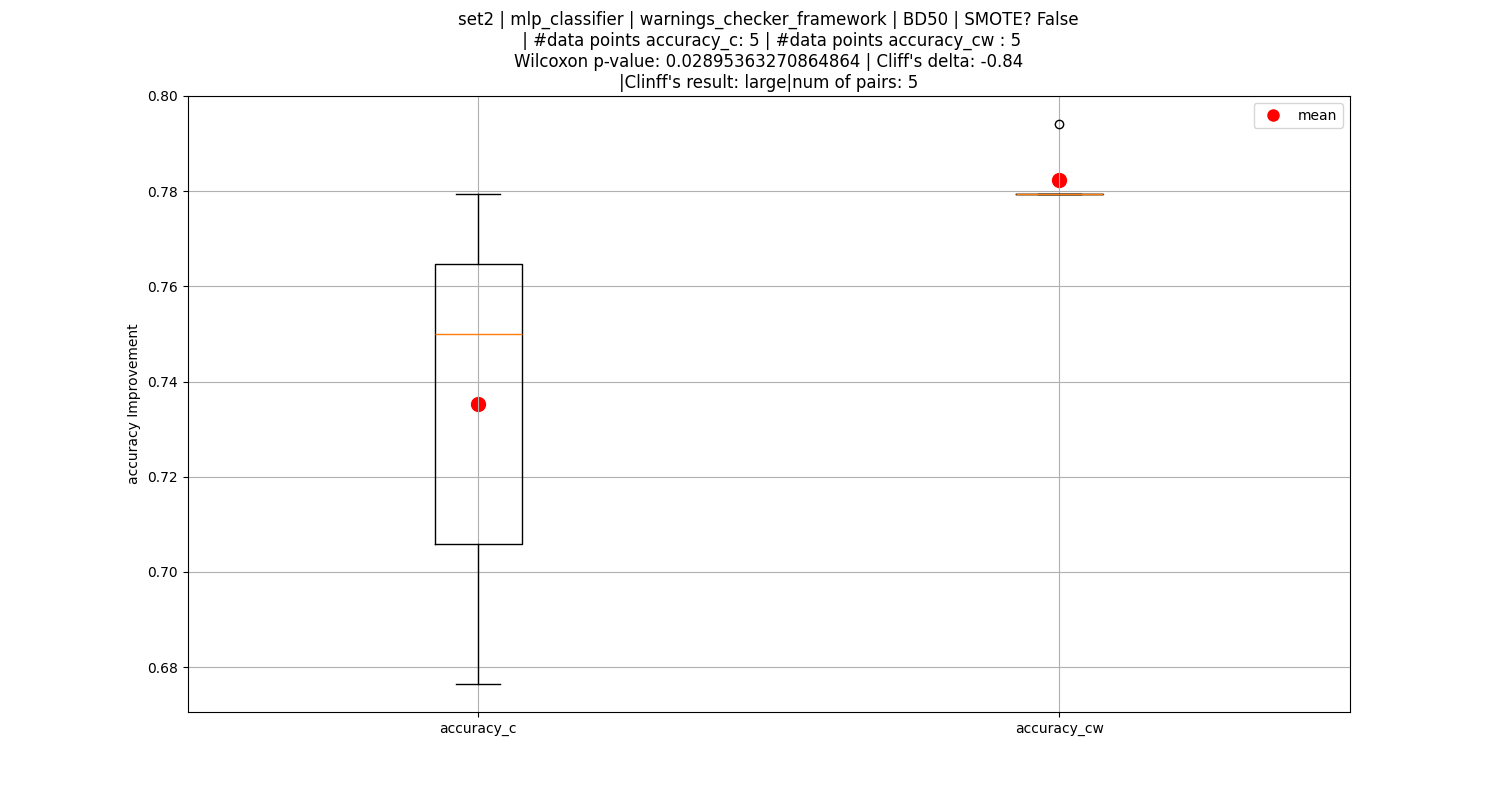 set2 | mlp_classifier | warnings_checker_framework | BD50 | SMOTE? False
| #data points accuracy_c: 5 | #data points accuracy_cw : 5
Wilcoxon p-value: 0.02895363270864864 | Cliff's delta: -0.84
|Clinff's result: large|num of pairs: 5
mean
accuracy Improvement
0.80
0.78
0.76
0.74
0.72
0.70
0.68
accuracy_c
accuracy_cw